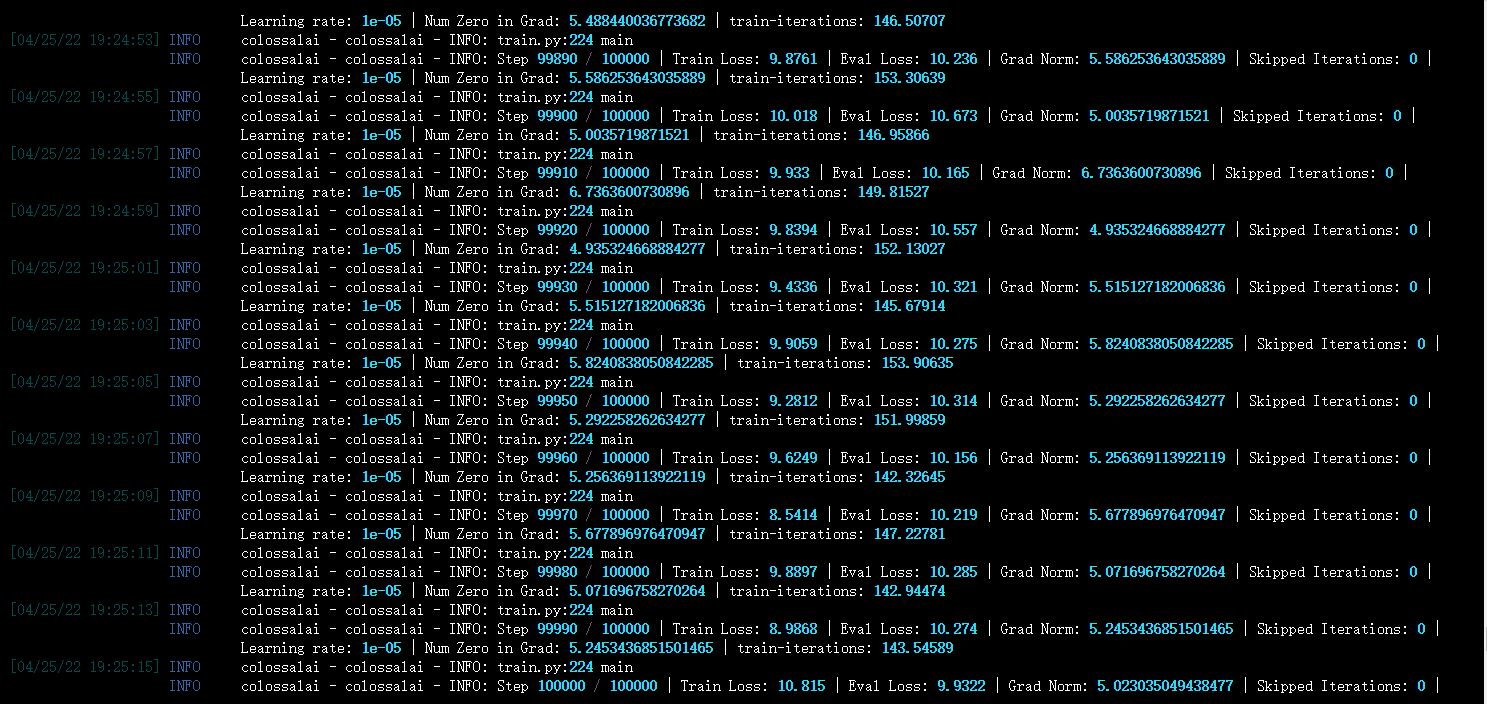 Learning rate: 1e-05 | Num Zero in Grad: 5.488440036773682 | train-iterations: 146.50707
[04/25/22 19:24:53] INFO colossalai - colossalai - INFO: train.py:224 main
INFO colossalai - colossalai - INFO: Step 99890 / 100000 | Train Loss: 9.8761 | Eval Loss: 10.236 | Grad Norm: 5.586253643035889 | Skipped Iterations: 0 |
Learning rate: 1e-05 | Num Zero in Grad: 5.586253643035889 | train-iterations: 153.30639
[04/25/22 19:24:55] INFO colossalai - colossalai - INFO: train.py:224 main
INFO colossalai - colossalai - INFO: Step 99900 / 100000 | Train Loss: 10.018 | Eval Loss: 10.673 | Grad Norm: 5.0035719871521 | Skipped Iterations: 0 |
Learning rate: 1e-05 | Num Zero in Grad: 5.0035719871521 | train-iterations: 146.95866
[04/25/22 19:24:57] INFO colossalai - colossalai - INFO: train.py:224 main
INFO colossalai - colossalai - INFO: Step 99910 / 100000 | Train Loss: 9.933 | Eval Loss: 10.165 | Grad Norm: 6.7363600730896 | Skipped Iterations: 0 |
Learning rate: 1e-05 | Num Zero in Grad: 6.7363600730896 | train-iterations: 149.81527
[04/25/22 19:24:59] INFO colossalai - colossalai - INFO: train.py:224 main
INFO colossalai - colossalai - INFO: Step 99920 / 100000 | Train Loss: 9.8394 | Eval Loss: 10.557 | Grad Norm: 4.935324668884277 | Skipped Iterations: 0 |
Learning rate: 1e-05 | Num Zero in Grad: 4.935324668884277 | train-iterations: 152.13027
[04/25/22 19:25:01] INFO colossalai - colossalai - INFO: train.py:224 main
INFO colossalai - colossalai - INFO: Step 99930 / 100000 | Train Loss: 9.4336 | Eval Loss: 10.321 | Grad Norm: 5.515127182006836 | Skipped Iterations: 0 |
Learning rate: 1e-05 | Num Zero in Grad: 5.515127182006836 | train-iterations: 145.67914
[04/25/22 19:25:03] INFO colossalai - colossalai - INFO: train.py:224 main
INFO colossalai - colossalai - INFO: Step 99940 / 100000 | Train Loss: 9.9059 | Eval Loss: 10.275 | Grad Norm: 5.8240838050842285 | Skipped Iterations: 0 |
Learning rate: 1e-05 | Num Zero in Grad: 5.8240838050842285 | train-iterations: 153.90635
[04/25/22 19:25:05] INFO colossalai - colossalai - INFO: train.py:224 main
INFO colossalai - colossalai - INFO: Step 99950 / 100000 | Train Loss: 9.2812 | Eval Loss: 10.314 | Grad Norm: 5.292258262634277 | Skipped Iterations: 0 |
Learning rate: 1e-05 | Num Zero in Grad: 5.292258262634277 | train-iterations: 151.99859
[04/25/22 19:25:07] INFO colossalai - colossalai - INFO: train.py:224 main
INFO colossalai - colossalai - INFO: Step 99960 / 100000 | Train Loss: 9.6249 | Eval Loss: 10.156 | Grad Norm: 5.256369113922119 | Skipped Iterations: 0 |
Learning rate: 1e-05 | Num Zero in Grad: 5.256369113922119 | train-iterations: 142.32645
[04/25/22 19:25:09] INFO colossalai - colossalai - INFO: train.py:224 main
INFO colossalai - colossalai - INFO: Step 99970 / 100000 | Train Loss: 8.5414 | Eval Loss: 10.219 | Grad Norm: 5.677896976470947 | Skipped Iterations: 0 |
Learning rate: 1e-05 | Num Zero in Grad: 5.677896976470947 | train-iterations: 147.22781
[04/25/22 19:25:11] INFO colossalai - colossalai - INFO: train.py:224 main
INFO colossalai - colossalai - INFO: Step 99980 / 100000 | Train Loss: 9.8897 | Eval Loss: 10.285 | Grad Norm: 5.071696758270264 | Skipped Iterations: 0 |
Learning rate: 1e-05 | Num Zero in Grad: 5.071696758270264 | train-iterations: 142.94474
[04/25/22 19:25:13] INFO colossalai - colossalai - INFO: train.py:224 main
INFO colossalai - colossalai - INFO: Step 99990 / 100000 | Train Loss: 8.9868 | Eval Loss: 10.274 | Grad Norm: 5.2453436851501465 | Skipped Iterations: 0 |
Learning rate: 1e-05 | Num Zero in Grad: 5.2453436851501465 | train-iterations: 143.54589
[04/25/22 19:25:15] INFO colossalai - colossalai - INFO: train.py:224 main
INFO colossalai - colossalai - INFO: Step 100000 / 100000 | Train Loss: 10.815 | Eval Loss: 9.9322 | Grad Norm: 5.023035049438477 | Skipped Iterations: 0 |